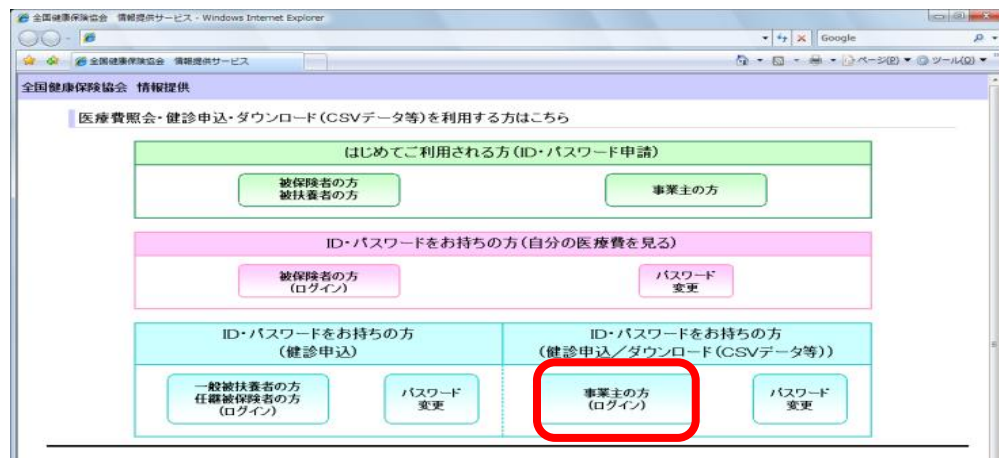 全国健康保険協会 情報提供サービス - Windows Internet Explorer
Google
全国健康保険協会 情報提供サービス
ページ(P) ツール(O)
全国健康保険協会 情報提供
医療費照会・健診申込・ダウンロード(CSVデータ等)を利用する方はこちら
はじめてご利用される方(ID・パスワード申請)
被保険者の方
被扶養者の方
事業主の方
ID・パスワードをお持ちの方(自分の医療費を見る)
被保険者の方
(ログイン)
パスワード
変更
ID・パスワードをお持ちの方
(健診申込)
一般被扶養者の方
任継被保険者の方
(ログイン)
パスワード
変更
ID・パスワードをお持ちの方
(健診申込/ダウンロード(CSVデータ等))
事業主の方
(ログイン)
パスワード
変更